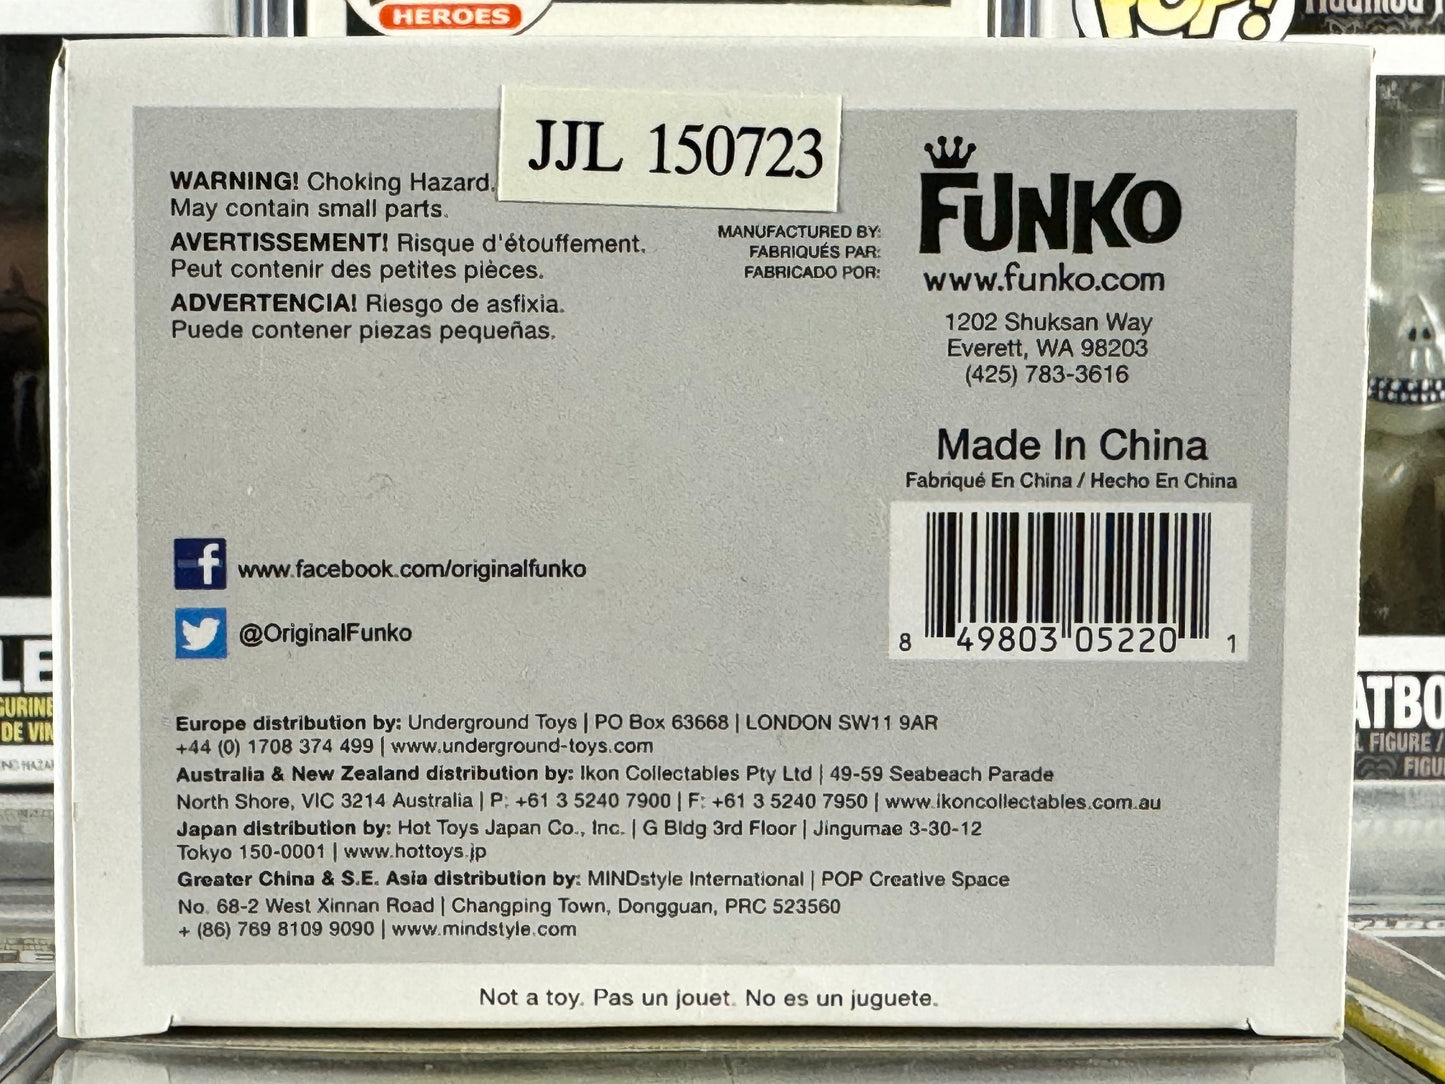 HEROES
POP!
JJL 150723
WARNING! Choking Hazard.
May contain small parts.
AVERTISSEMENT! Risque d'étouffement.
Peut contenir des petites pièces.
ADVERTENCIA! Riesgo de asfixia.
Puede contener piezas pequeñas.
MANUFACTURED BY:
FABRIQUÉS PAR:
FABRICADO POR:
FUNKO
www.funko.com
1202 Shuksan Way
Everett, WA 98203
(425) 783-3616
Made In China
Fabriqué En China / Hecho En China
8 49803 05220 1
www.facebook.com/originalfunko
@OriginalFunko
Europe distribution by: Underground Toys | PO Box 63668 | LONDON SW11 9AR
+44 (0) 1708 374 499 | www.underground-toys.com
Australia & New Zealand distribution by: Ikon Collectables Pty Ltd | 49-59 Seabeach Parade
North Shore, VIC 3214 Australia | P: +61 3 5240 7900 | F: +61 3 5240 7950 | www.ikoncollectables.com.au
Japan distribution by: Hot Toys Japan Co., Inc. | G Bldg 3rd Floor | Jingumae 3-30-12
Tokyo 150-0001 | www.hottoys.jp
Greater China & S.E. Asia distribution by: MINDstyle International | POP Creative Space
No. 68-2 West Xinnan Road | Changping Town, Dongguan, PRC 523560
+ (86) 769 8109 9090 | www.mindstyle.com
Not a toy. Pas un jouet. No es un juguete.
LE
GURINE
DE VIN
ATBO
L FIGURE /
FIGU